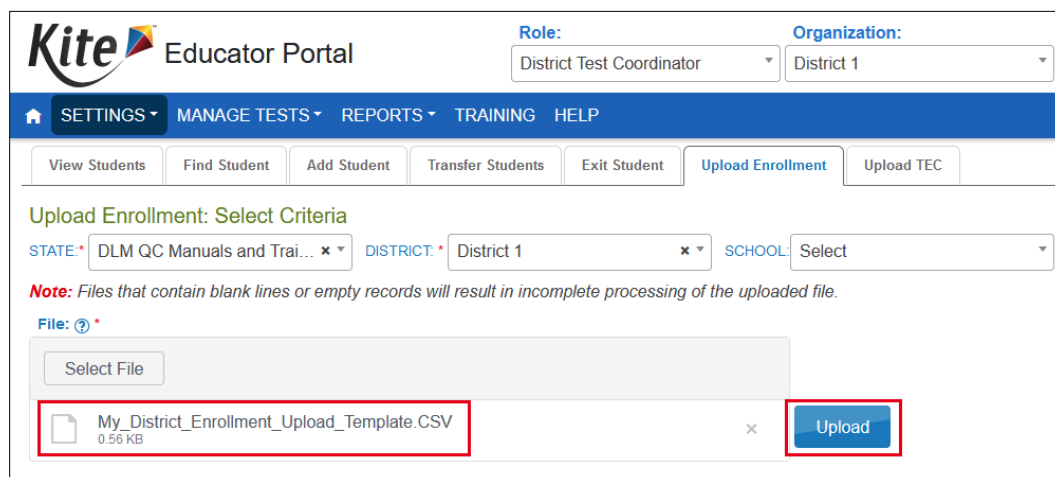 Kite™ Educator Portal
Role: Organization:
District Test Coordinator District 1
SETTINGS MANAGE TESTS REPORTS TRAINING HELP
View Students Find Student Add Student Transfer Students Exit Student Upload Enrollment Upload TEC
Upload Enrollment: Select Criteria
STATE:* DLM QC Manuals and Trai... × DISTRICT: * District 1 × SCHOOL: Select
Note: Files that contain blank lines or empty records will result in incomplete processing of the uploaded file.
File: ? *
Select File
My_District_Enrollment_Upload_Template.CSV
0.56 KB
× Upload